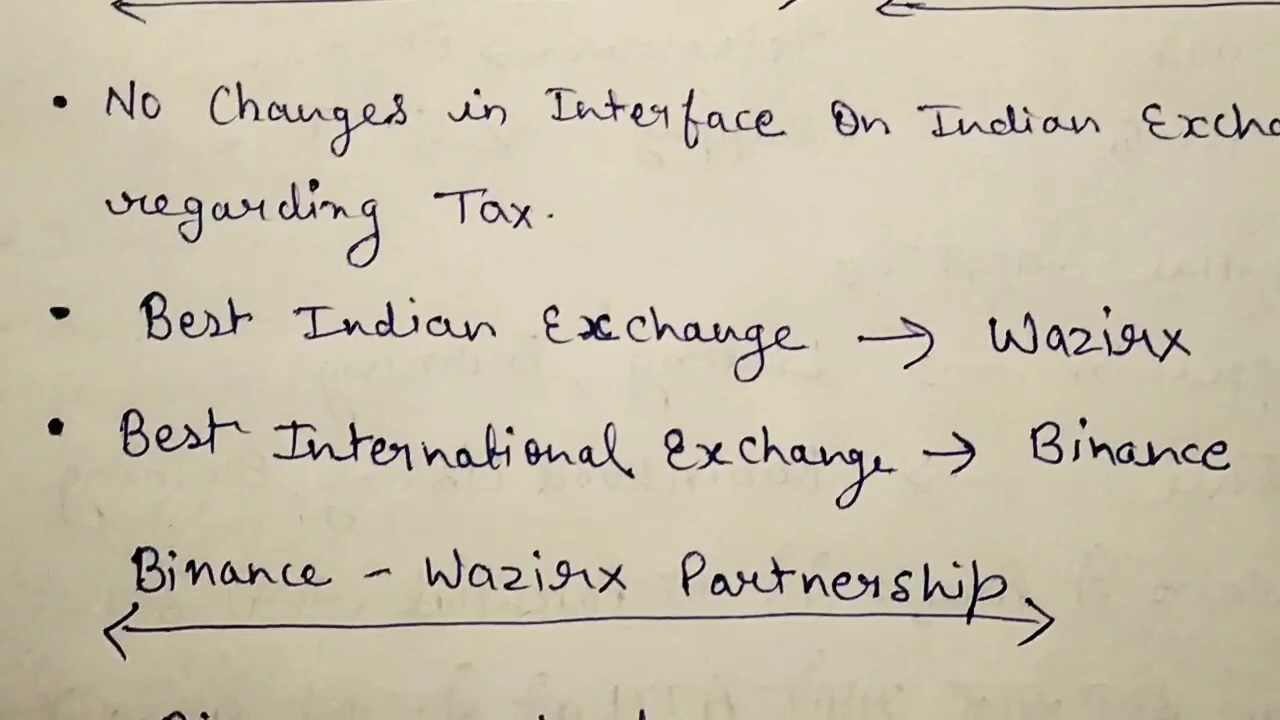 • No Changes in Interface On Indian Excha
regarding Tax.
• Best Indian Exchange → Wazirx
• Best International Exchange → Binance
Binance - Wazirx Partnership